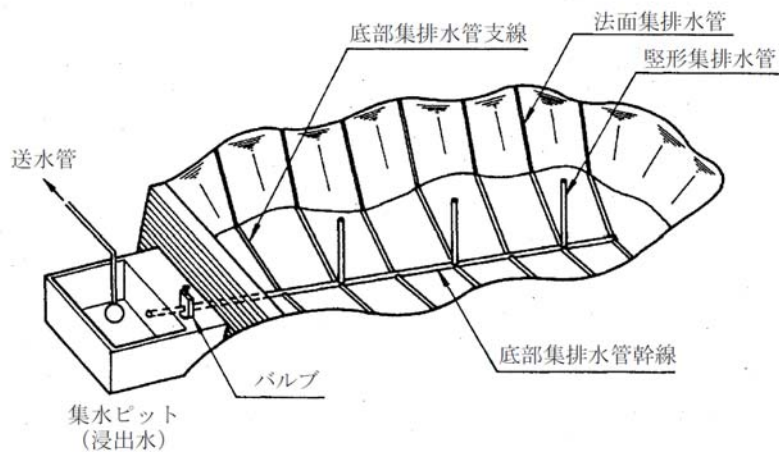 底部集排水管支線
法面集排水管
竪形集排水管
送水管
底部集排水管幹線
バルブ
集水ピット
(浸出水)